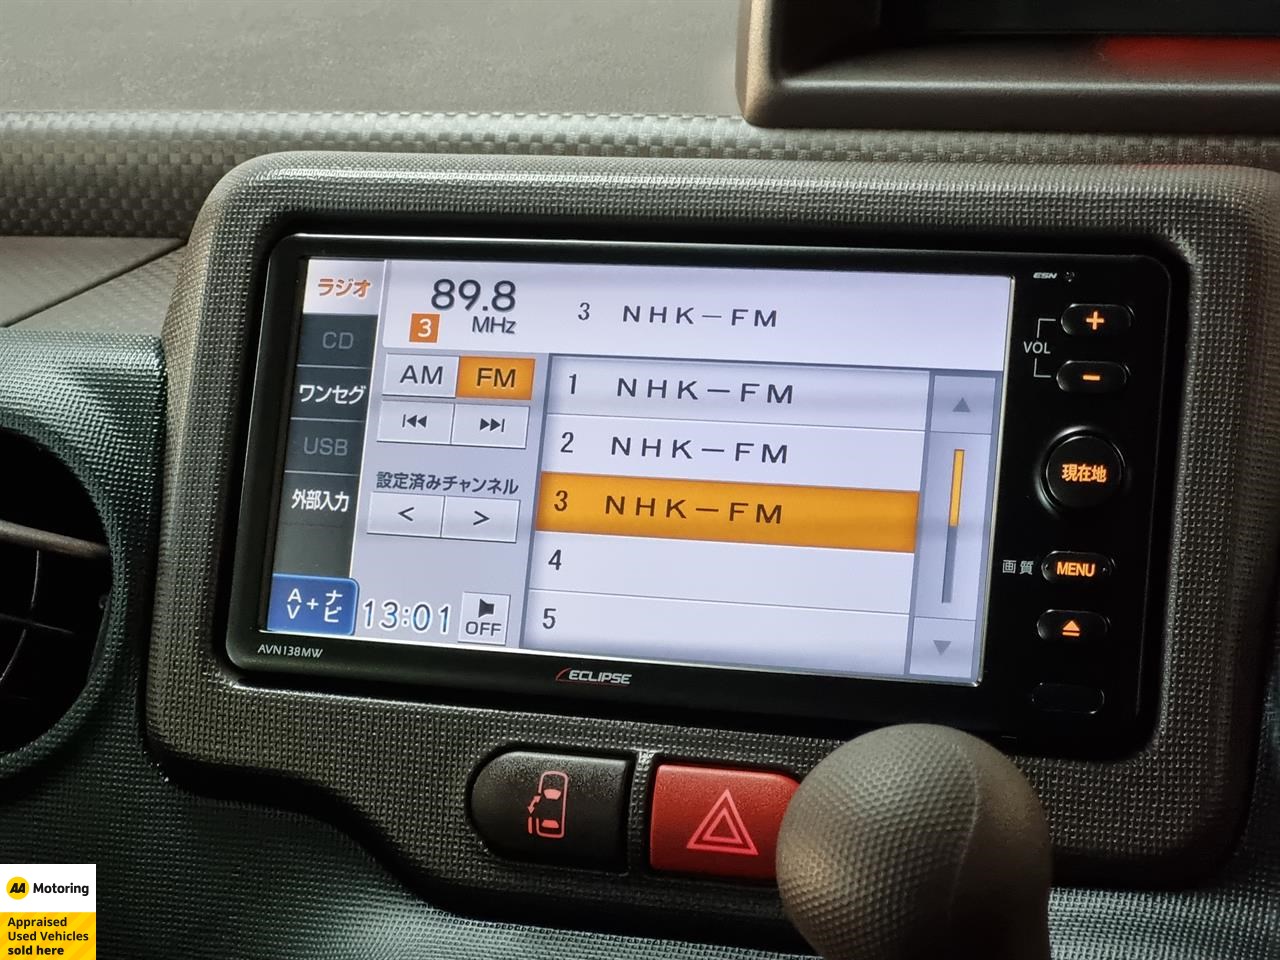 ESN
ラジオ
89.8
3
MHz
3 NHK－FM
VOL
+
-
CD
AM
FM
1 NHK－FM
ワンセグ
2 NHK－FM
USB
設定済みチャンネル
3 NHK－FM
現在地
外部入力
<
>
4
画質
MENU
AV+ナビ
13:01
OFF
5
AVN138MW
ECLIPSE
AA Motoring
Appraised
Used Vehicles
sold here